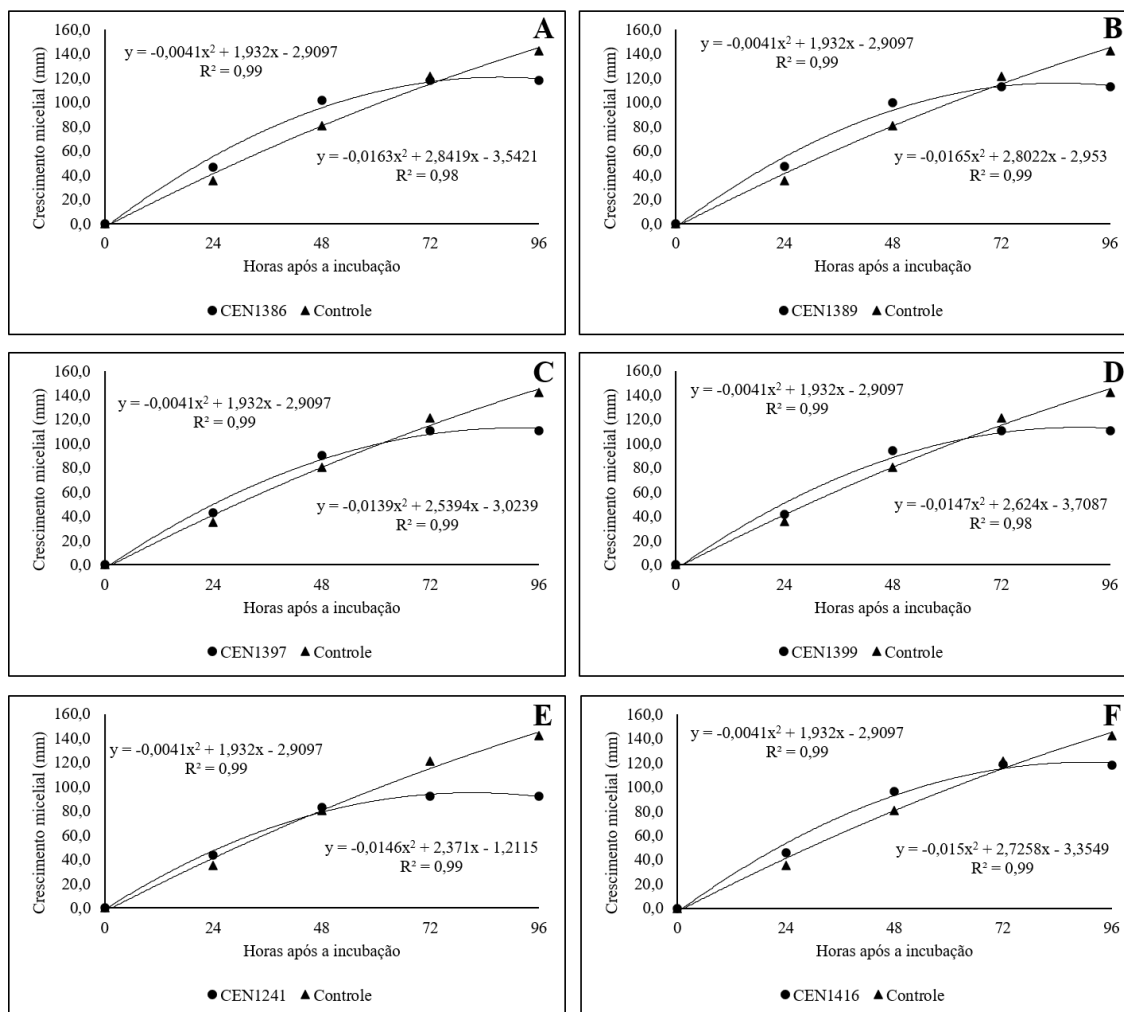 A
Crescimento micelial (mm)
160,0
140,0
120,0
100,0
80,0
60,0
40,0
20,0
0,0
y = -0,0041x² + 1,932x - 2,9097
R² = 0,99
y = -0,0163x² + 2,8419x - 3,5421
R² = 0,98
0 24 48 72 96
Horas após a incubação
● CEN1386 ▲ Controle
B
Crescimento micelial (mm)
160,0
140,0
120,0
100,0
80,0
60,0
40,0
20,0
0,0
y = -0,0041x² + 1,932x - 2,9097
R² = 0,99
y = -0,0165x² + 2,8022x - 2,953
R² = 0,99
0 24 48 72 96
Horas após a incubação
● CEN1389 ▲ Controle
C
Crescimento micelial (mm)
160,0
140,0
120,0
100,0
80,0
60,0
40,0
20,0
0,0
y = -0,0041x² + 1,932x - 2,9097
R² = 0,99
y = -0,0139x² + 2,5394x - 3,0239
R² = 0,99
0 24 48 72 96
Horas após a incubação
● CEN1397 ▲ Controle
D
Crescimento micelial (mm)
160,0
140,0
120,0
100,0
80,0
60,0
40,0
20,0
0,0
y = -0,0041x² + 1,932x - 2,9097
R² = 0,99
y = -0,0147x² + 2,624x - 3,7087
R² = 0,98
0 24 48 72 96
Horas após a incubação
● CEN1399 ▲ Controle
E
Crescimento micelial (mm)
160,0
140,0
120,0
100,0
80,0
60,0
40,0
20,0
0,0
y = -0,0041x² + 1,932x - 2,9097
R² = 0,99
y = -0,0146x² + 2,371x - 1,2115
R² = 0,99
0 24 48 72 96
Horas após a incubação
● CEN1241 ▲ Controle
F
Crescimento micelial (mm)
160,0
140,0
120,0
100,0
80,0
60,0
40,0
20,0
0,0
y = -0,0041x² + 1,932x - 2,9097
R² = 0,99
y = -0,015x² + 2,7258x - 3,3549
R² = 0,99
0 24 48 72 96
Horas após a incubação
● CEN1416 ▲ Controle